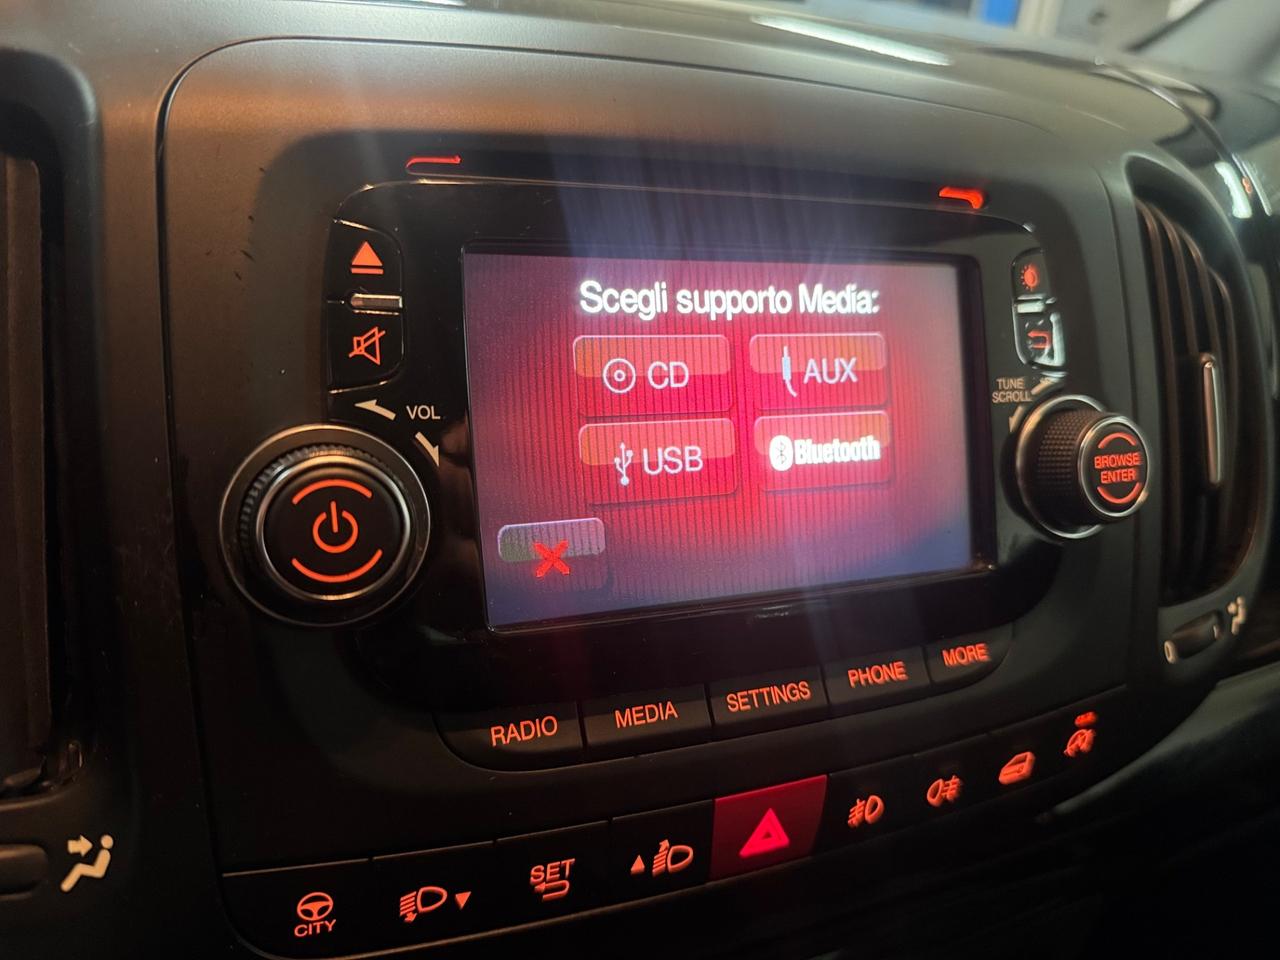 Scegli supporto Media:
CD
AUX
USB
Bluetooth
VOL
TUNE
SCROLL
BROWSE
ENTER
RADIO
MEDIA
SETTINGS
PHONE
MORE
CITY
SET